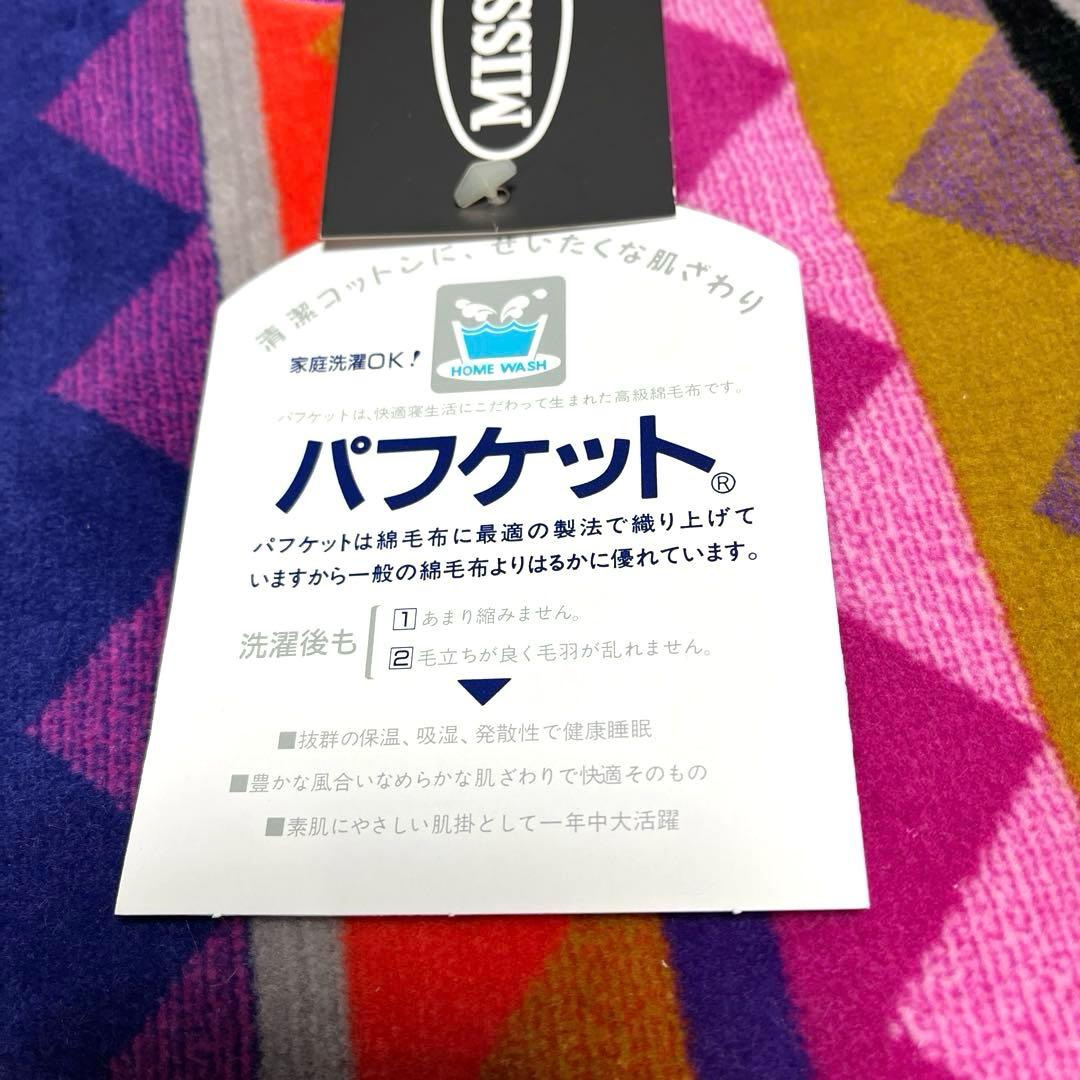 MISS
清潔コットンに、ぜいたくな肌ざわり
家庭洗濯OK!
HOME WASH
パフケットは、快適寝生活にこだわって生まれた高級綿毛布です。
パフケット®
パフケットは綿毛布に最適の製法で織り上げて
いますから一般の綿毛布よりはるかに優れています。
洗濯後も
1 あまり縮みません。
2 毛立ちが良く毛羽が乱れません。
■抜群の保温、吸湿、発散性で健康睡眠
■豊かな風合いなめらかな肌ざわりで快適そのもの
■素肌にやさしい肌掛として一年中大活躍